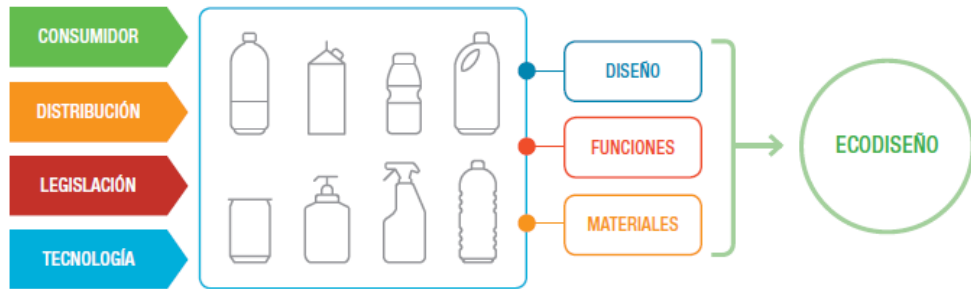 CONSUMIDOR
DISTRIBUCIÓN
LEGISLACIÓN
TECNOLOGÍA
DISEÑO
FUNCIONES
MATERIALES
ECODISEÑO